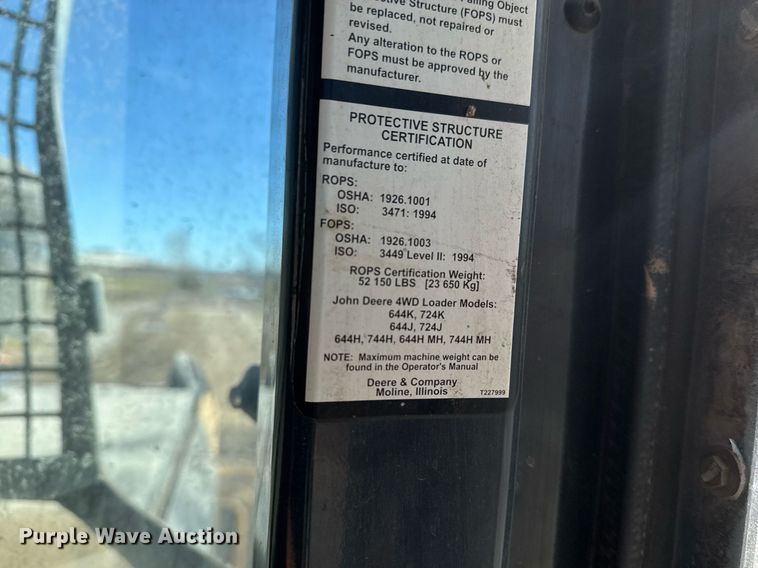 Falling Object
Structure (FOPS) must
be replaced, not repaired or
revised.
Any alteration to the ROPS or
FOPS must be approved by the
manufacturer.
PROTECTIVE STRUCTURE
CERTIFICATION
Performance certified at date of
manufacture to:
ROPS:
OSHA: 1926.1001
ISO: 3471: 1994
FOPS:
OSHA: 1926.1003
ISO: 3449 Level II: 1994
ROPS Certification Weight:
52 150 LBS [23 650 Kg]
John Deere 4WD Loader Models:
644K, 724K
644J, 724J
644H, 744H, 644H MH, 744H MH
NOTE: Maximum machine weight can be
found in the Operator's Manual
Deere & Company
Moline, Illinois
T227999
Purple Wave Auction